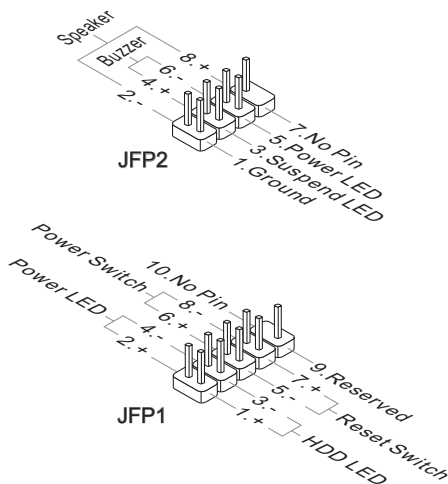 Speaker
Buzzer
8.+
6.-
4.+
2.-
7.No Pin
5.Power LED
3.Suspend LED
1.Ground
JFP2
Power Switch
Power LED
10.No Pin
8.-
6.+
4.-
2.+
9.Reserved
7.+
5.-
3.-
1.+
Reset Switch
HDD LED
JFP1